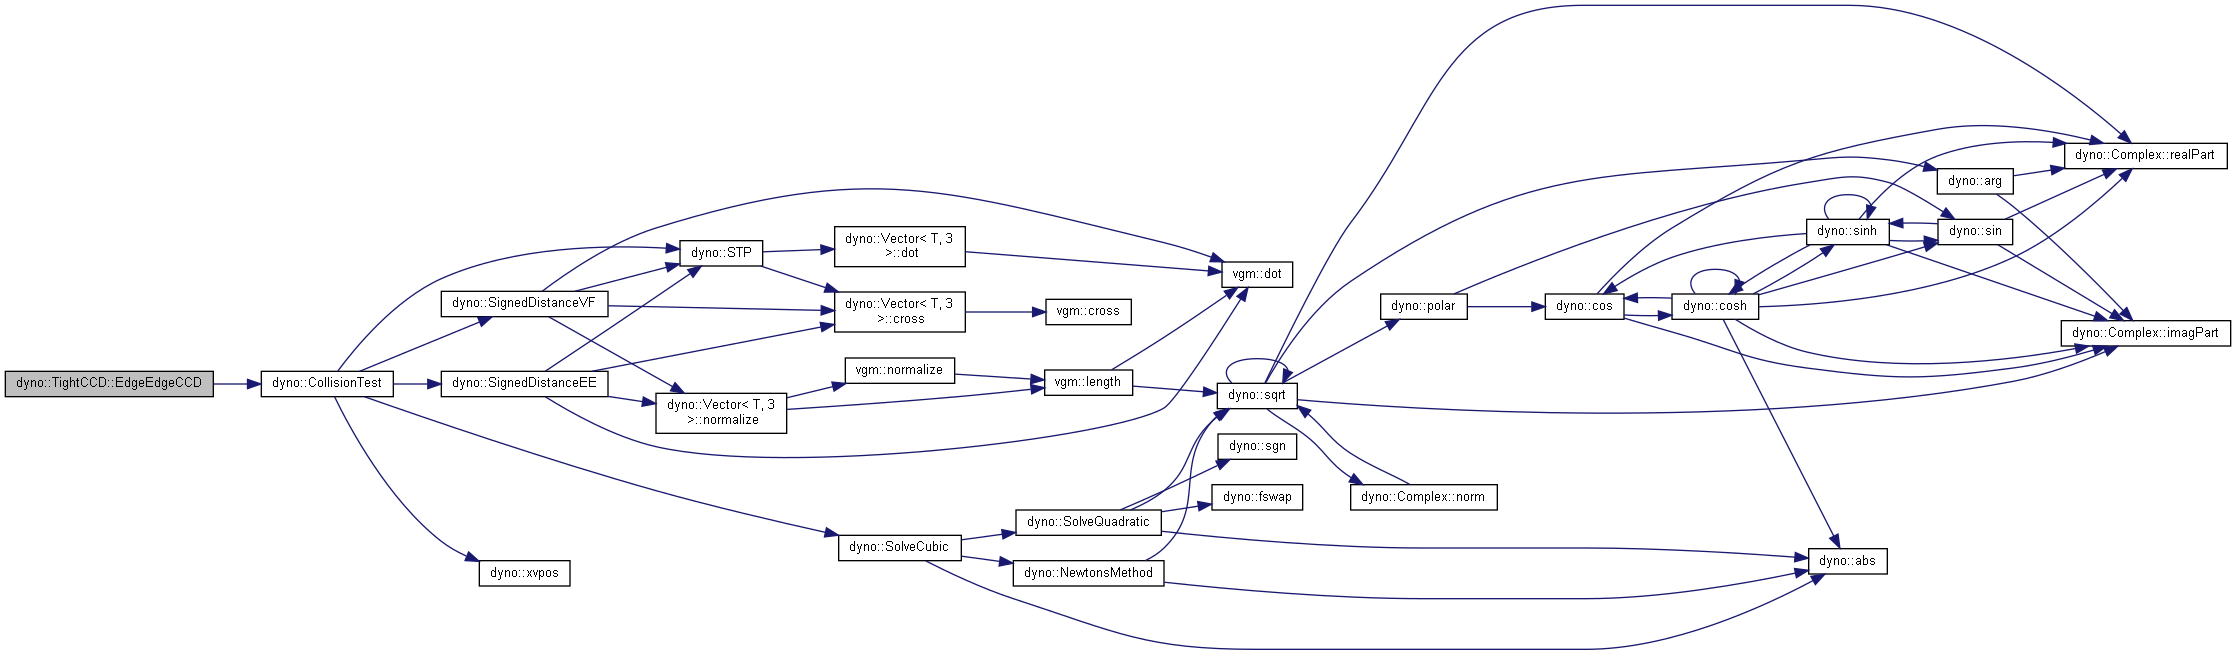 dyno::TightCCD::EdgeEdgeCCD
dyno::CollisionTest
dyno::SignedDistanceVF
dyno::SignedDistanceEE
dyno::xvpos
dyno::STP
dyno::Vector< T, 3
>::normalize
dyno::Vector< T, 3
>::dot
dyno::Vector< T, 3
>::cross
vgm::normalize
dyno::SolveCubic
vgm::cross
vgm::length
dyno::SolveQuadratic
dyno::NewtonsMethod
vgm::dot
dyno::sqrt
dyno::sgn
dyno::fswap
dyno::polar
dyno::Complex::norm
dyno::cos
dyno::cosh
dyno::sinh
dyno::abs
dyno::arg
dyno::sin
dyno::Complex::realPart
dyno::Complex::imagPart